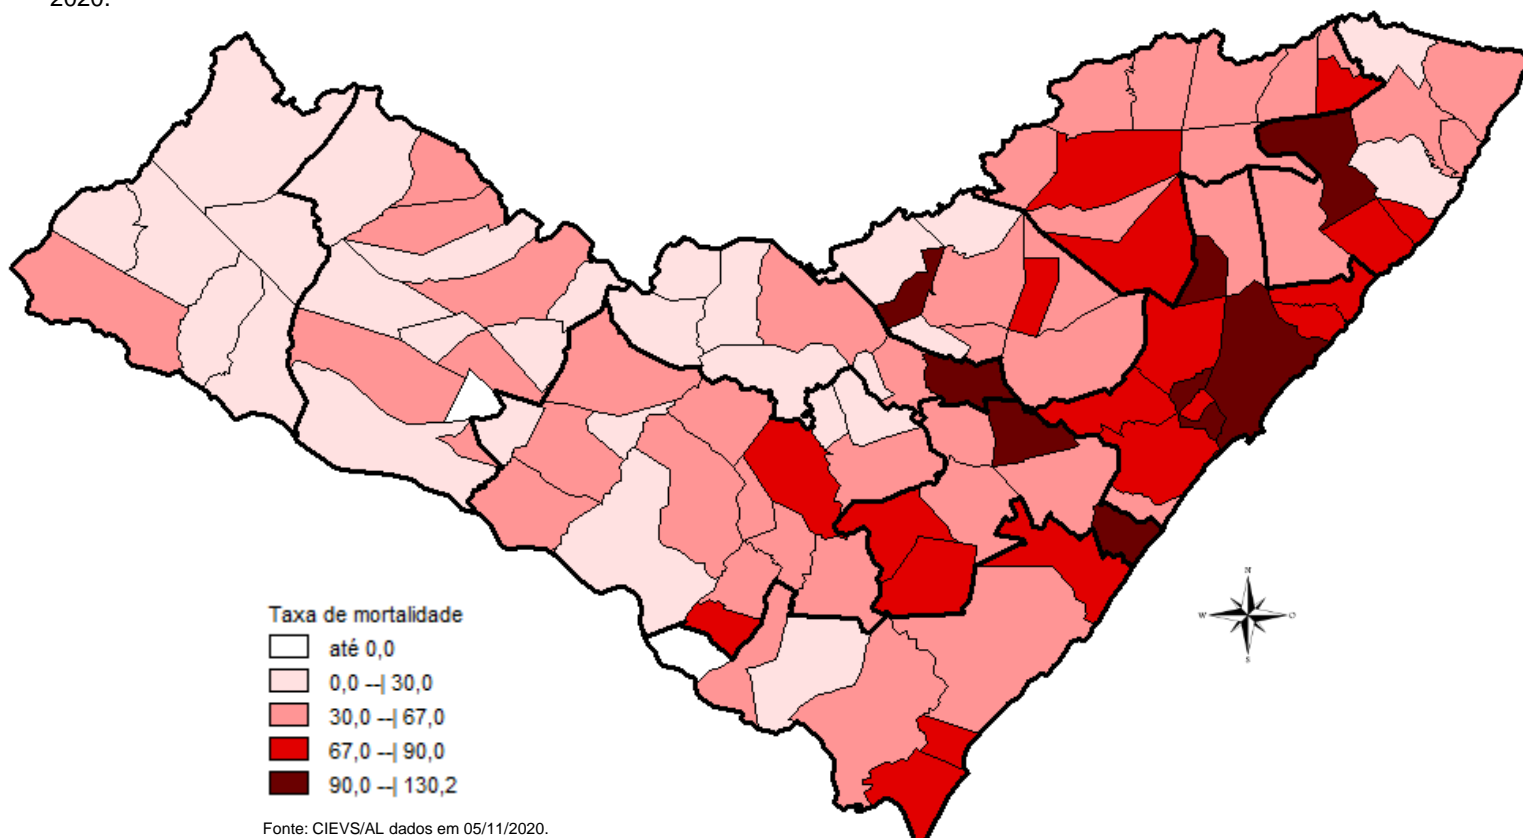 2020.
Taxa de mortalidade
até 0,0
0,0 --| 30,0
30,0 --| 67,0
67,0 --| 90,0
90,0 --| 130,2
Fonte: CIEVS/AL dados em 05/11/2020.
N
W
O
S